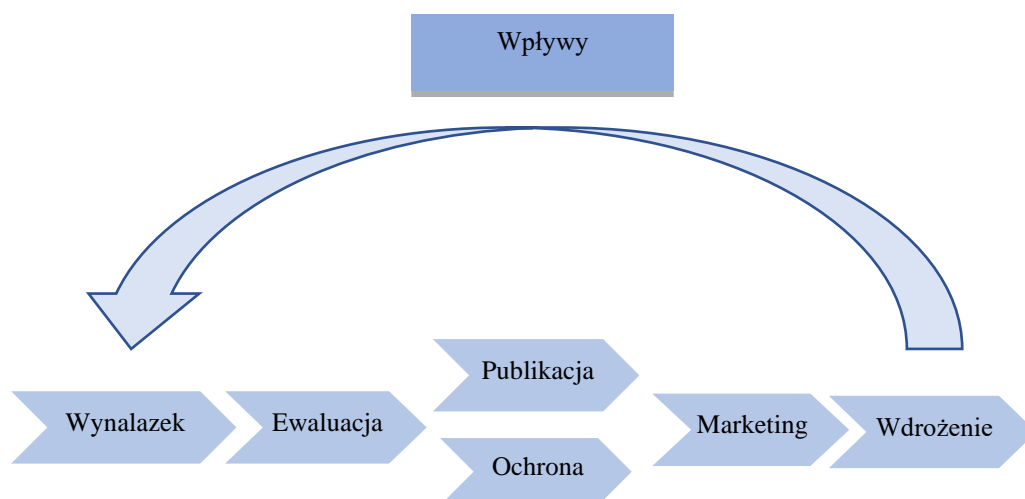 Wpływy
Publikacja
Wynalazek
Ewaluacja
Marketing
Wdrożenie
Ochrona